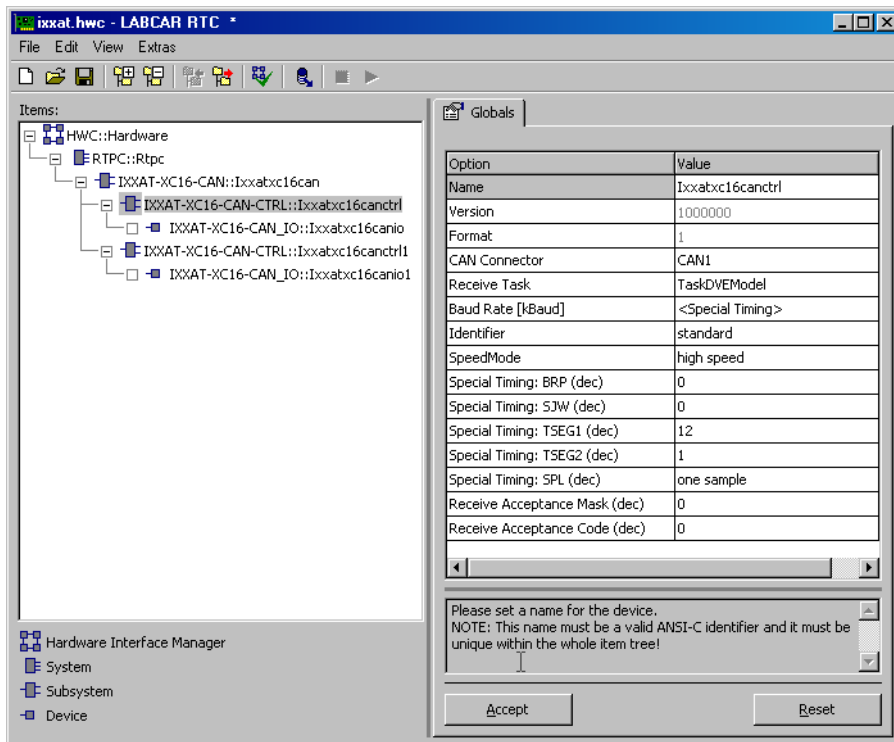 ixxat.hwc - LABCAR RTC *
File Edit View Extras
Items:
HWC::Hardware
RTPC::Rtpc
IXXAT-XC16-CAN::Ixxatxc16can
IXXAT-XC16-CAN-CTRL::Ixxatxc16canctrl
IXXAT-XC16-CAN_IO::Ixxatxc16canio
IXXAT-XC16-CAN-CTRL::Ixxatxc16canctrl1
IXXAT-XC16-CAN_IO::Ixxatxc16canio1
Hardware Interface Manager
System
Subsystem
Device
Globals
Option Value
Name Ixxatxc16canctrl
Version 1000000
Format 1
CAN Connector CAN1
Receive Task TaskDVEModel
Baud Rate [kBaud] <Special Timing>
Identifier standard
SpeedMode high speed
Special Timing: BRP (dec) 0
Special Timing: SJW (dec) 0
Special Timing: TSEG1 (dec) 12
Special Timing: TSEG2 (dec) 1
Special Timing: SPL (dec) one sample
Receive Acceptance Mask (dec) 0
Receive Acceptance Code (dec) 0
Please set a name for the device.
NOTE: This name must be a valid ANSI-C identifier and it must be
unique within the whole item tree!
Accept Reset